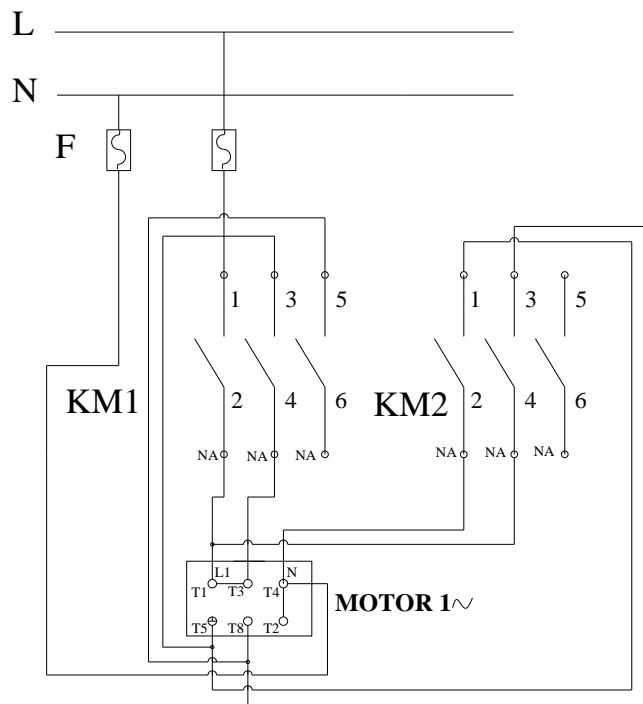 L
N
F
1 3 5 1 3 5
KM1 2 4 6 KM2 2 4 6
NA NA NA NA NA NA
L1 N
T1 T3 T4 MOTOR 1~
T5 T8 T2